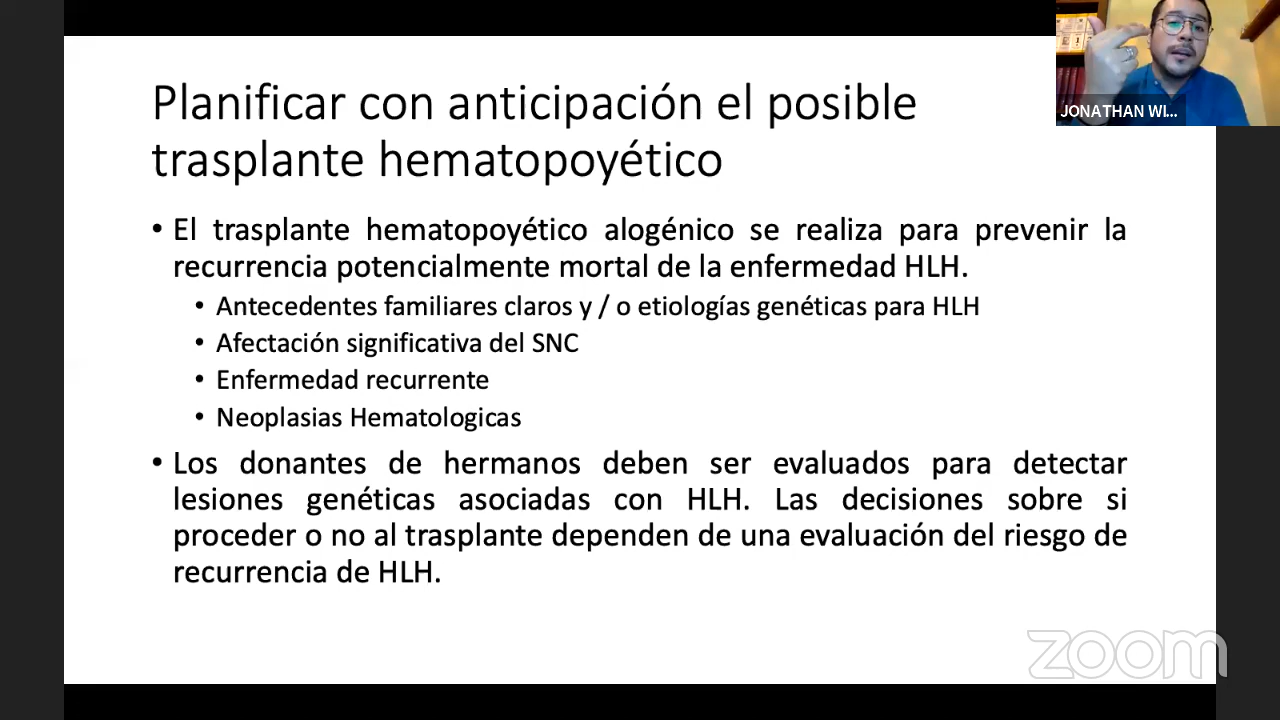 Planificar con anticipación el posible
trasplante hematopoyético
• El trasplante hematopoyético alogénico se realiza para prevenir la
recurrencia potencialmente mortal de la enfermedad HLH.
• Antecedentes familiares claros y / o etiologías genéticas para HLH
• Afectación significativa del SNC
• Enfermedad recurrente
• Neoplasias Hematologicas
• Los donantes de hermanos deben ser evaluados para detectar
lesiones genéticas asociadas con HLH. Las decisiones sobre si
proceder o no al trasplante dependen de una evaluación del riesgo de
recurrencia de HLH.
JONATHAN WI...
zoom